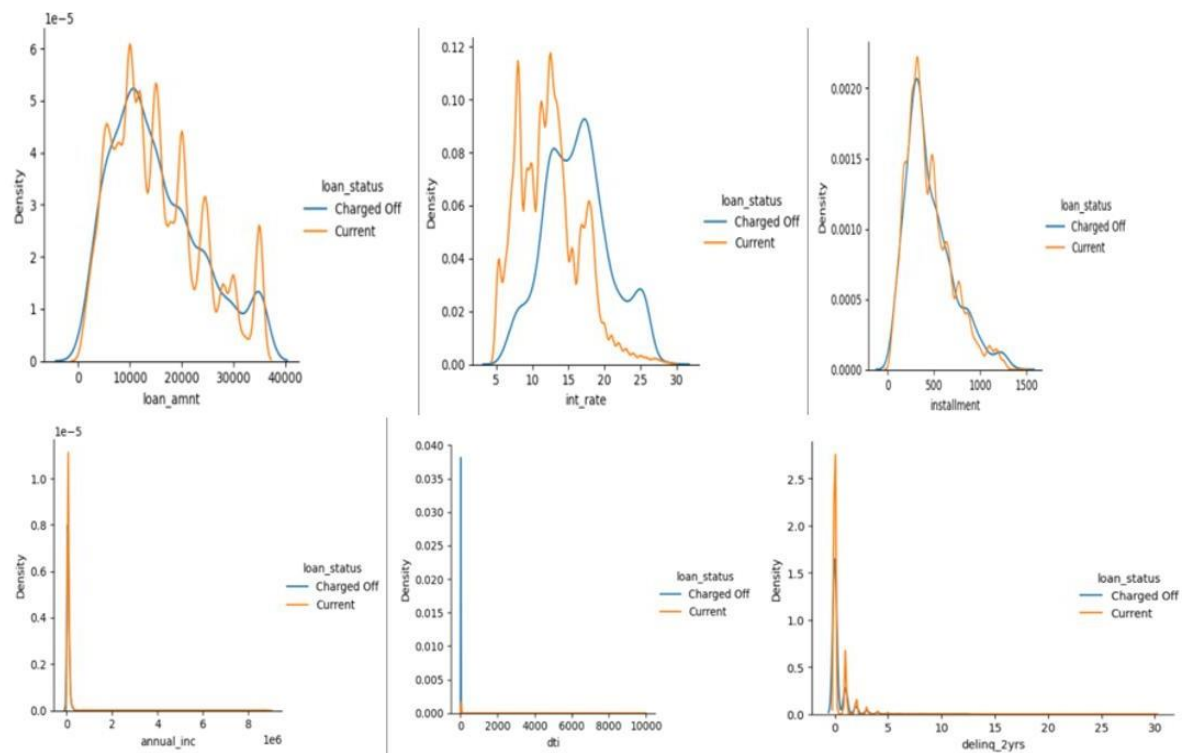 1e−5
6
5
4
3
2
1
0
Density
0
10000
20000
30000
40000
loan_amnt
loan_status
Charged Off
Current
0.12
0.10
0.08
0.06
0.04
0.02
0.00
Density
5
10
15
20
25
30
int_rate
loan_status
Charged Off
Current
0.0020
0.0015
0.0010
0.0005
0.0000
Density
0
500
1000
1500
installment
loan_status
Charged Off
Current
1e−5
1.0
0.8
0.6
0.4
0.2
0.0
Density
0
2
4
6
8
1e6
annual_inc
loan_status
Charged Off
Current
0.040
0.035
0.030
0.025
0.020
0.015
0.010
0.005
0.000
Density
0
2000
4000
6000
8000
10000
dti
loan_status
Charged Off
Current
2.5
2.0
1.5
1.0
0.5
0.0
Density
0
5
10
15
20
25
30
delinq_2yrs
loan_status
Charged Off
Current